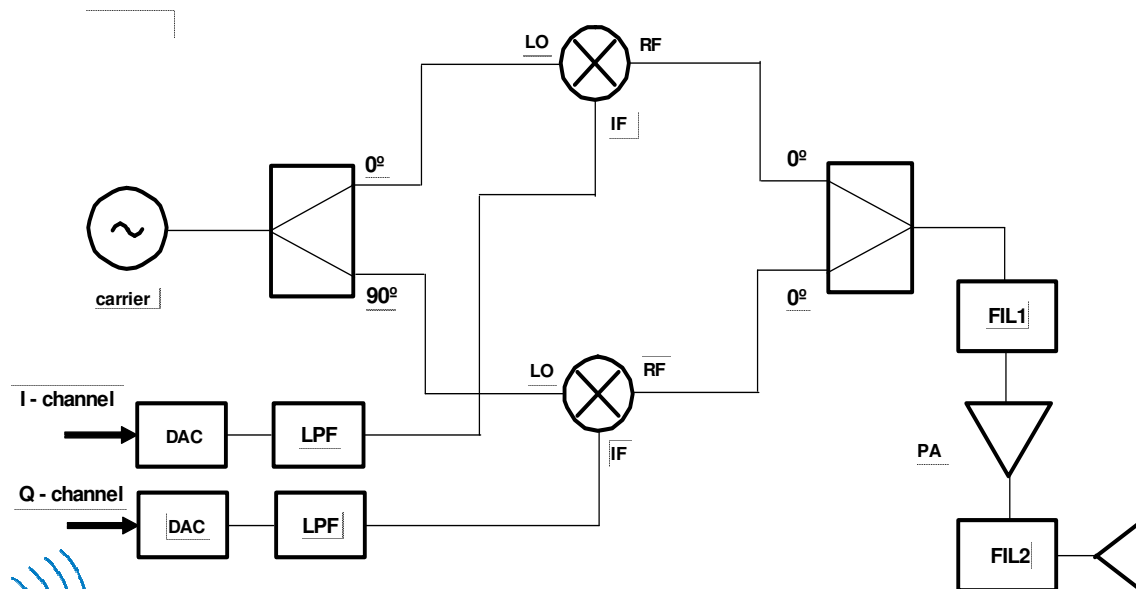 LO
RF
IF
0º
0º
carrier
90º
0º
FIL1
LO
RF
I - channel
DAC
LPF
IF
PA
Q - channel
DAC
LPF
FIL2